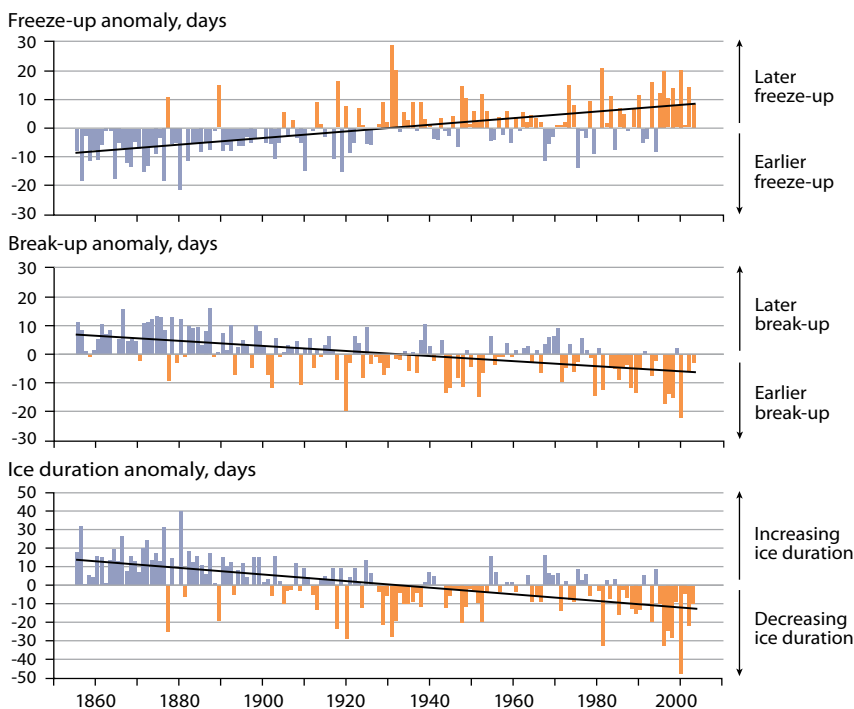 Freeze-up anomaly, days
30
20
10
0
-10
-20
-30
Later
freeze-up
Earlier
freeze-up
Break-up anomaly, days
30
20
10
0
-10
-20
-30
Later
break-up
Earlier
break-up
Ice duration anomaly, days
50
40
30
20
10
0
-10
-20
-30
-40
-50
Increasing
ice duration
Decreasing
ice duration
1860 1880 1900 1920 1940 1960 1980 2000